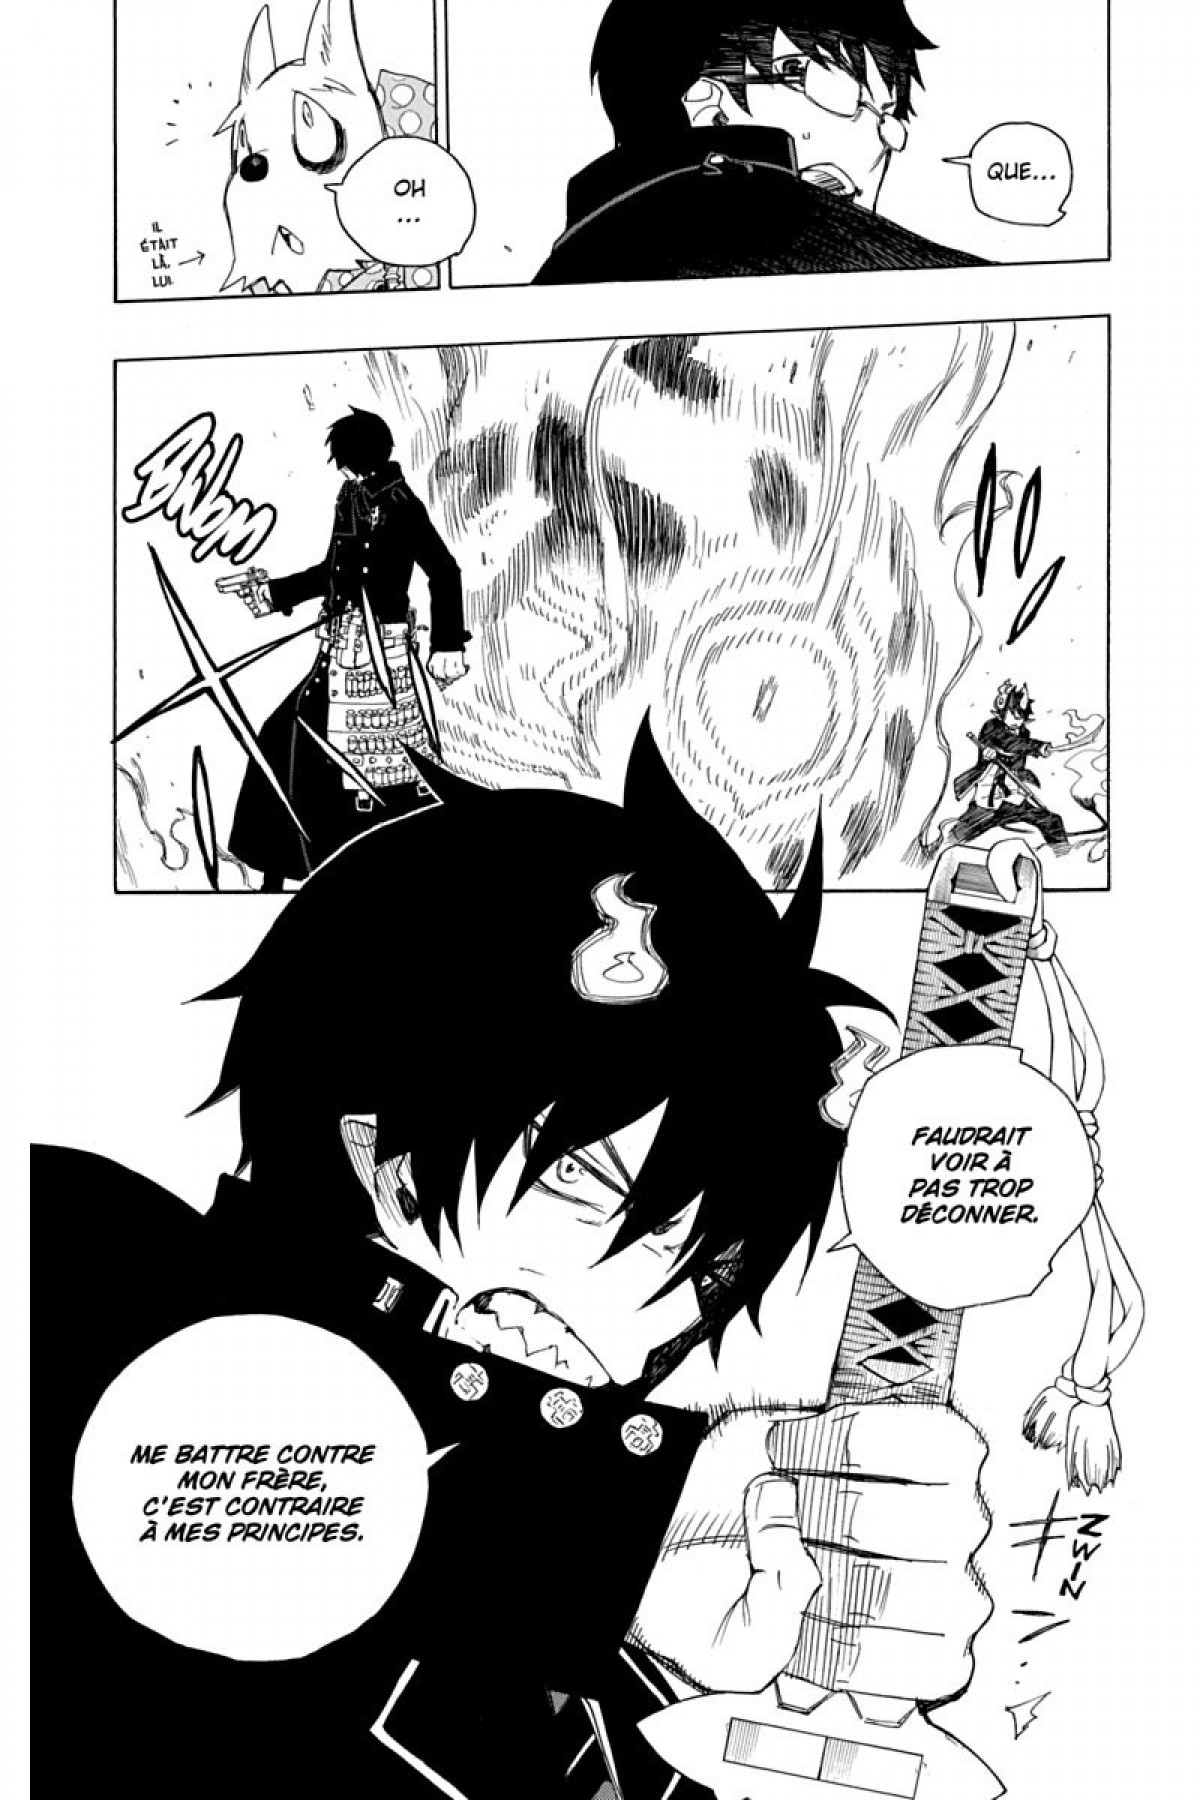 QUE...
OH
...
IL
ÉTAIT
LÀ,
LUI.
BWOM
FAUDRAIT
VOIR À
PAS TROP
DÉCONNER.
ME BATTRE CONTRE
MON FRÈRE,
C'EST CONTRAIRE
À MES PRINCIPES.
ZWIN